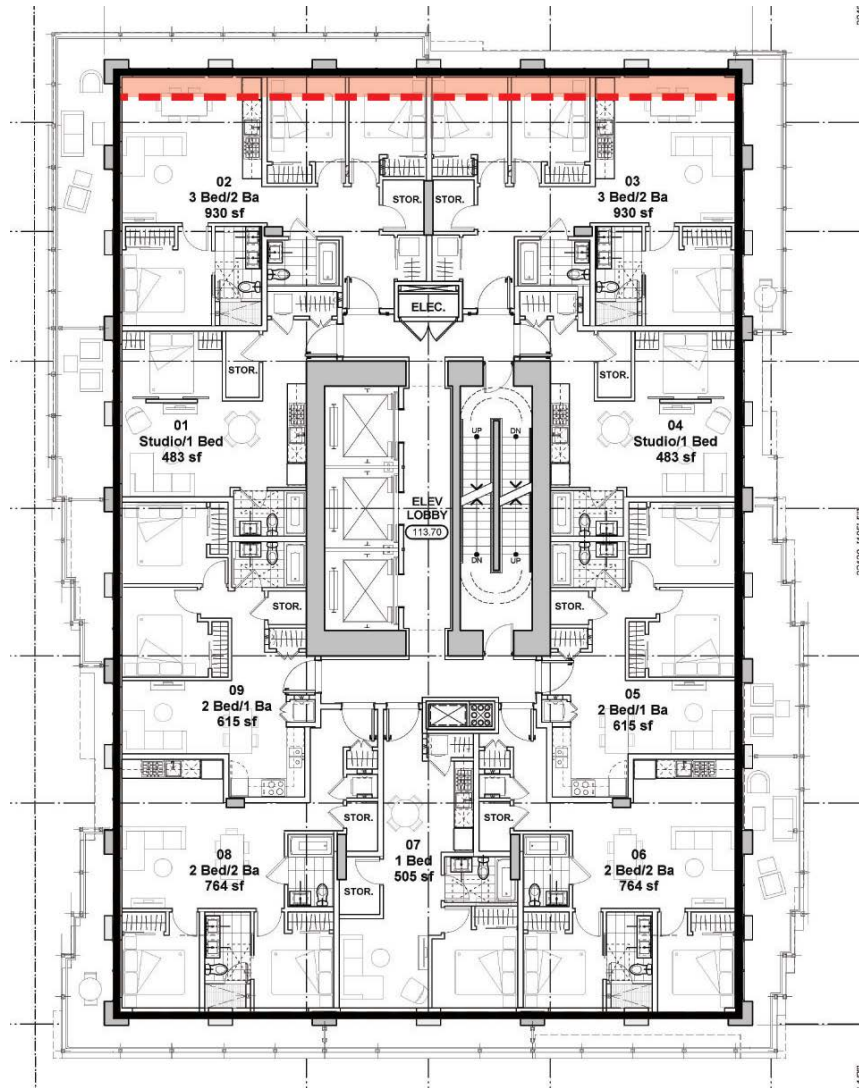 02
3 Bed/2 Ba
930 sf
STOR.
STOR.
03
3 Bed/2 Ba
930 sf
ELEC.
STOR.
STOR.
01
Studio/1 Bed
483 sf
04
Studio/1 Bed
483 sf
UP
DN
ELEV
LOBBY
113.70
DN
UP
STOR.
STOR.
09
2 Bed/1 Ba
615 sf
05
2 Bed/1 Ba
615 sf
STOR.
STOR.
08
2 Bed/2 Ba
764 sf
07
1 Bed
505 sf
06
2 Bed/2 Ba
764 sf
STOR.